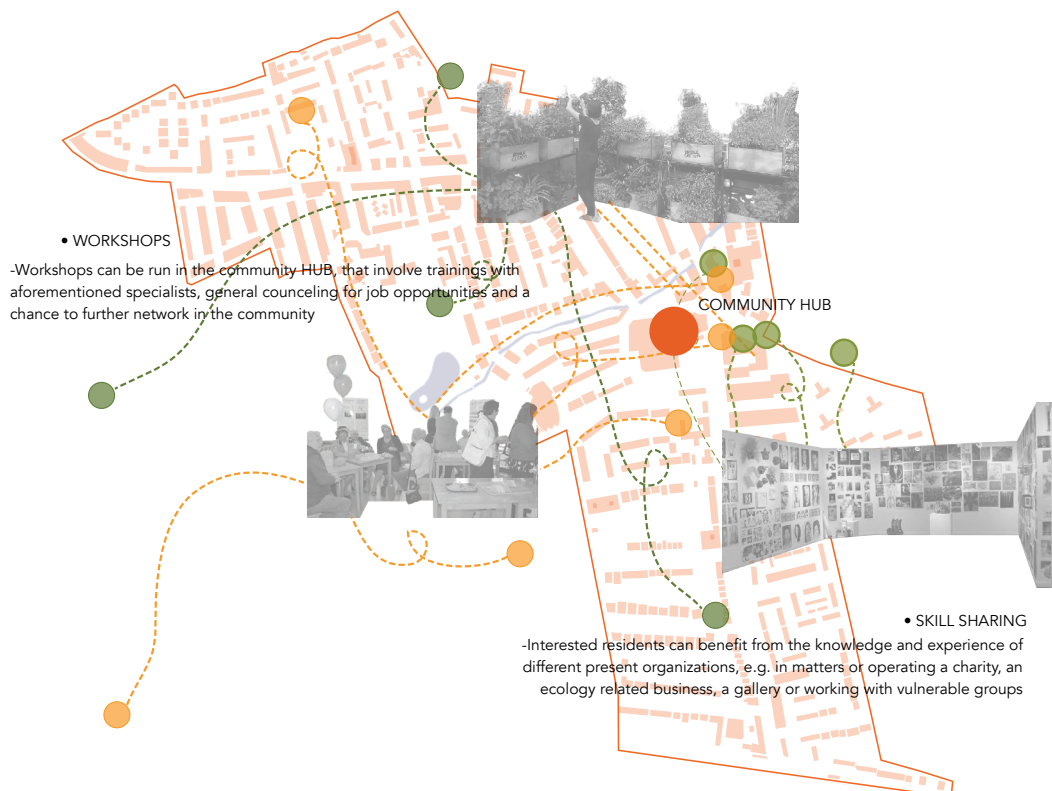 • WORKSHOPS
-Workshops can be run in the community HUB, that involve trainings with
aforementioned specialists, general counceling for job opportunities and a
chance to further network in the community
COMMUNITY HUB
• SKILL SHARING
-Interested residents can benefit from the knowledge and experience of
different present organizations, e.g. in matters or operating a charity, an
ecology related business, a gallery or working with vulnerable groups